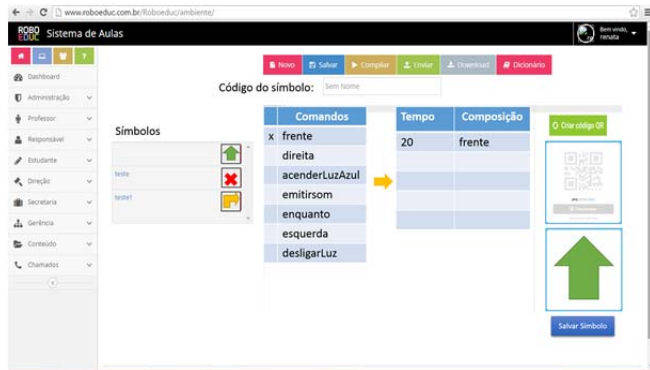 www.roboeduc.com.br/Roboeduc/ambiente/
ROBO EDUC Sistema de Aulas
Bem vindo, renata
Novo Salvar Compilar Enviar Download Dicionário
Código do símbolo: Sem Nome
Dashboard
Administração
Professor
Responsável
Estudante
Direção
Secretaria
Gerência
Conteúdo
Chamados
Símbolos
teste
teste1
Comandos
x frente
direita
acenderLuzAzul
emitirsom
enquanto
esquerda
desligarLuz
Tempo Composição
20 frente
Criar código QR
Salvar Símbolo